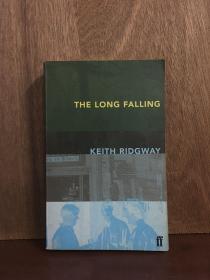 THE LONG FALLING
KEITH RIDGWAY
ff